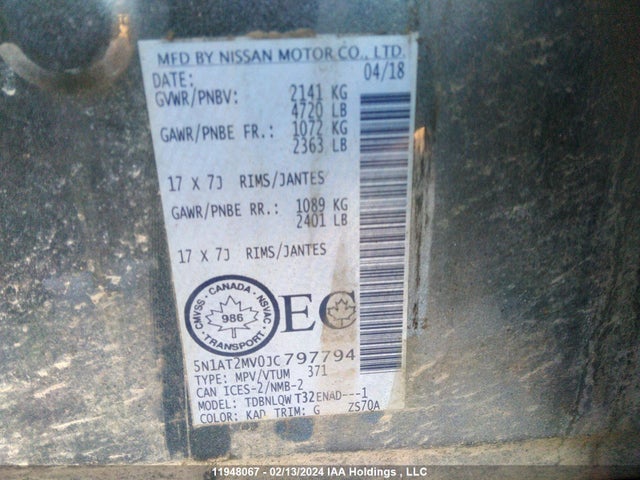 MFD BY NISSAN MOTOR CO., LTD.
DATE: 04/18
GVWR/PNBV: 2141 KG
4720 LB
GAWR/PNBE FR.: 1072 KG
2363 LB
17 X 7J RIMS/JANTES
GAWR/PNBE RR.: 1089 KG
2401 LB
17 X 7J RIMS/JANTES
CMVSS · CANADA · NSVAC
986
TRANSPORT
EC
5N1AT2MV0JC797794
TYPE: MPV/VTUM 371
CAN ICES-2/NMB-2
MODEL: TDBNLQW T32ENAD---1
COLOR: KAD TRIM: G ZS70A
11948067 - 02/13/2024 IAA Holdings , LLC